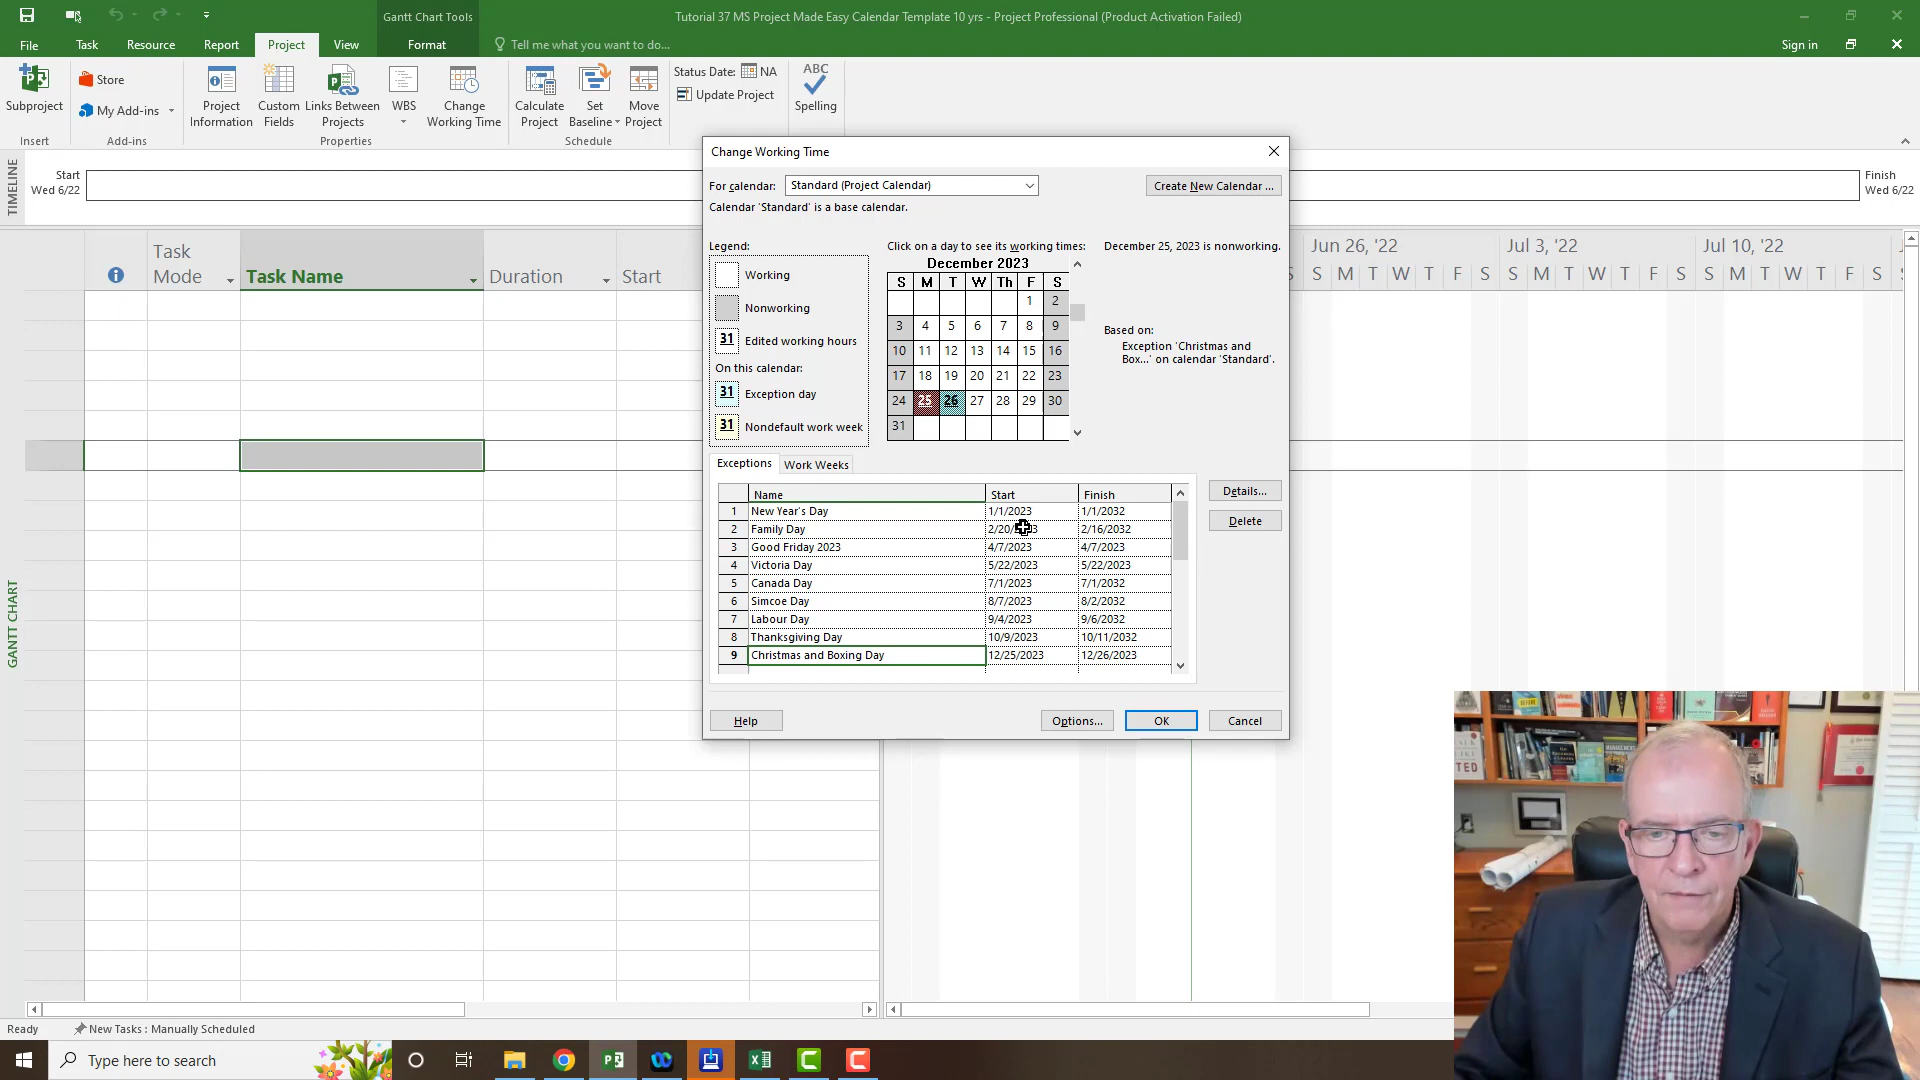 Gantt Chart Tools
Tutorial 37 MS Project Made Easy Calendar Template 10 yrs - Project Professional (Product Activation Failed)
File Task Resource Report Project View Format Tell me what you want to do... Sign in
Subproject
Store
My Add-ins
Project Information
Custom Fields
Links Between Projects
WBS
Change Working Time
Calculate Project
Set Baseline
Move Project
Status Date: NA
Update Project
ABC
Spelling
Insert Add-ins Properties Schedule
TIMELINE
Start
Wed 6/22
Finish
Wed 6/22
GANTT CHART
Task Mode
Task Name
Duration
Start
Jun 26, '22 Jul 3, '22 Jul 10, '22
S M T W T F S S M T W T F S S M T W T F S
Change Working Time
For calendar: Standard (Project Calendar)
Create New Calendar ...
Calendar 'Standard' is a base calendar.
Legend:
Working
Nonworking
31 Edited working hours
On this calendar:
31 Exception day
31 Nondefault work week
Click on a day to see its working times:
December 2023
S M T W Th F S
1 2
3 4 5 6 7 8 9
10 11 12 13 14 15 16
17 18 19 20 21 22 23
24 25 26 27 28 29 30
31
December 25, 2023 is nonworking.
Based on:
Exception 'Christmas and
Box...' on calendar 'Standard'.
Exceptions Work Weeks
Name Start Finish
1 New Year's Day 1/1/2023 1/1/2032
2 Family Day 2/20/ 3 2/16/2032
3 Good Friday 2023 4/7/2023 4/7/2023
4 Victoria Day 5/22/2023 5/22/2023
5 Canada Day 7/1/2023 7/1/2032
6 Simcoe Day 8/7/2023 8/2/2032
7 Labour Day 9/4/2023 9/6/2032
8 Thanksgiving Day 10/9/2023 10/11/2032
9 Christmas and Boxing Day 12/25/2023 12/26/2023
Details...
Delete
Help
Options...
OK
Cancel
Ready New Tasks : Manually Scheduled
Type here to search